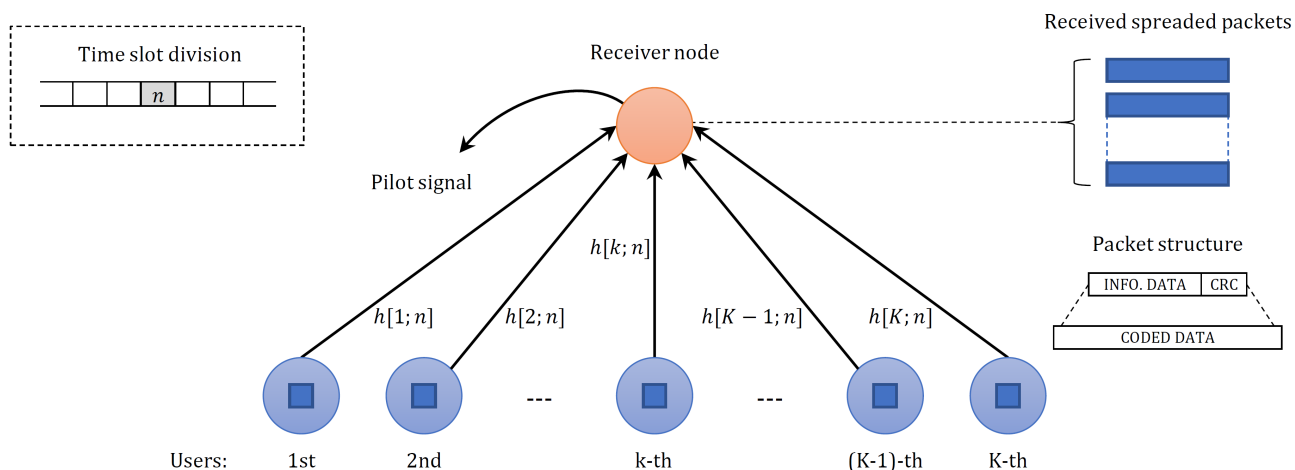 Time slot division
n
Receiver node
Received spreaded packets
Pilot signal
Packet structure
INFO. DATA CRC
CODED DATA
h[1; n]
h[2; n]
h[k; n]
h[K − 1; n]
h[K; n]
--- ---
Users: 1st 2nd k-th (K-1)-th K-th